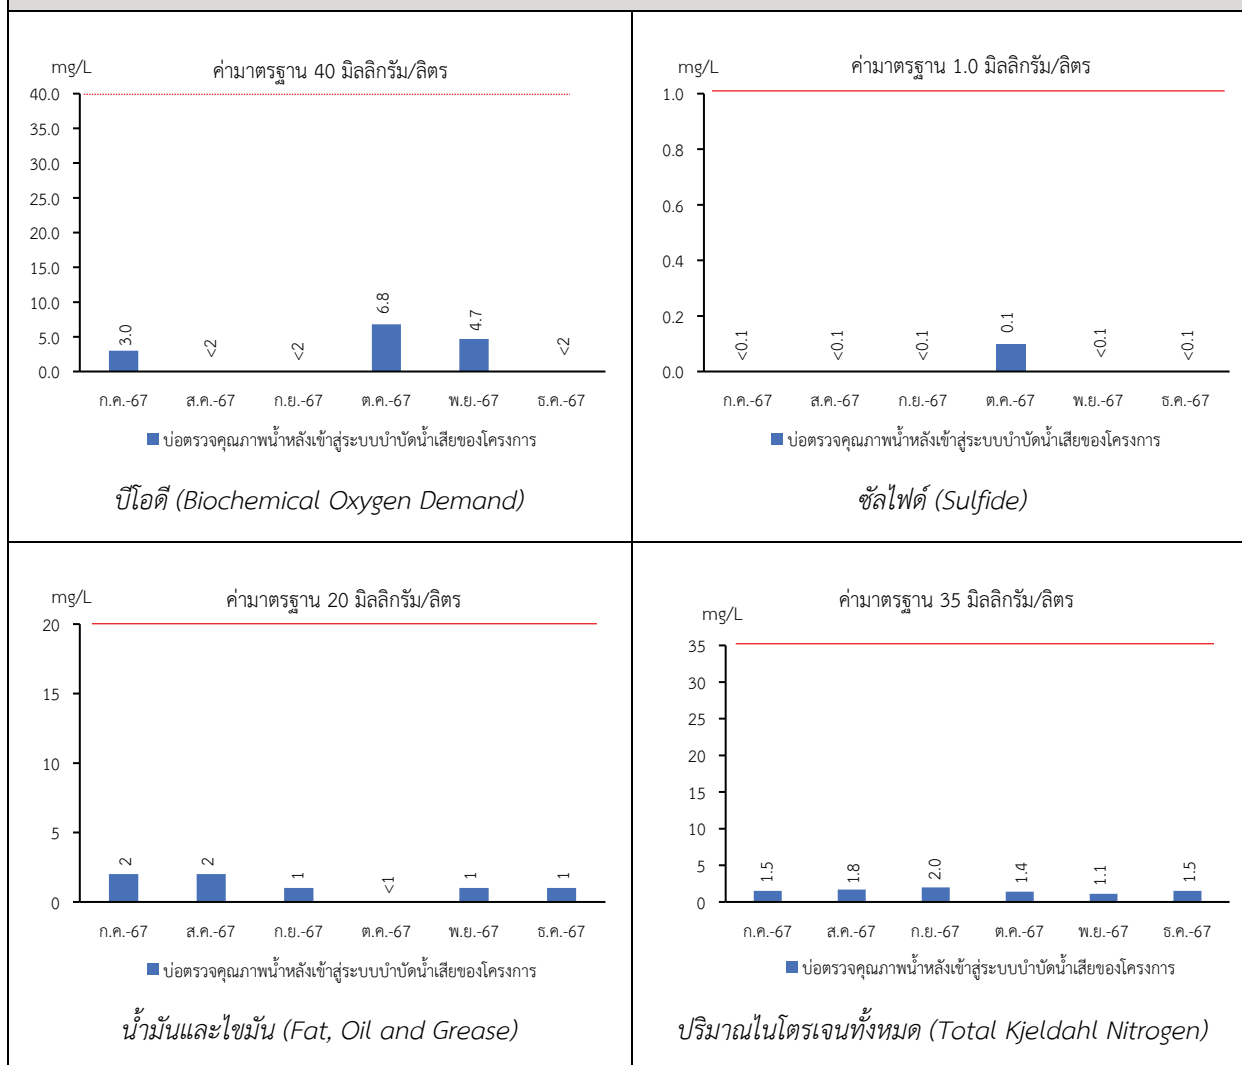 mg/L
ค่ามาตรฐาน 40 มิลลิกรัม/ลิตร
40.0
35.0
30.0
25.0
20.0
15.0
10.0
5.0
0.0
3.0
<2
<2
6.8
4.7
<2
ก.ค.-67 ส.ค.-67 ก.ย.-67 ต.ค.-67 พ.ย.-67 ธ.ค.-67
บ่อตรวจคุณภาพน้ำหลังเข้าสู่ระบบบำบัดน้ำเสียของโครงการ
บีโอดี (Biochemical Oxygen Demand)
mg/L
ค่ามาตรฐาน 1.0 มิลลิกรัม/ลิตร
1.0
0.8
0.6
0.4
0.2
0.0
<0.1
<0.1
<0.1
0.1
<0.1
<0.1
ก.ค.-67 ส.ค.-67 ก.ย.-67 ต.ค.-67 พ.ย.-67 ธ.ค.-67
บ่อตรวจคุณภาพน้ำหลังเข้าสู่ระบบบำบัดน้ำเสียของโครงการ
ซัลไฟด์ (Sulfide)
mg/L
ค่ามาตรฐาน 20 มิลลิกรัม/ลิตร
20
15
10
5
0
2
2
1
<1
1
1
ก.ค.-67 ส.ค.-67 ก.ย.-67 ต.ค.-67 พ.ย.-67 ธ.ค.-67
บ่อตรวจคุณภาพน้ำหลังเข้าสู่ระบบบำบัดน้ำเสียของโครงการ
น้ำมันและไขมัน (Fat, Oil and Grease)
mg/L
ค่ามาตรฐาน 35 มิลลิกรัม/ลิตร
35
30
25
20
15
10
5
0
1.5
1.8
2.0
1.4
1.1
1.5
ก.ค.-67 ส.ค.-67 ก.ย.-67 ต.ค.-67 พ.ย.-67 ธ.ค.-67
บ่อตรวจคุณภาพน้ำหลังเข้าสู่ระบบบำบัดน้ำเสียของโครงการ
ปริมาณไนโตรเจนทั้งหมด (Total Kjeldahl Nitrogen)